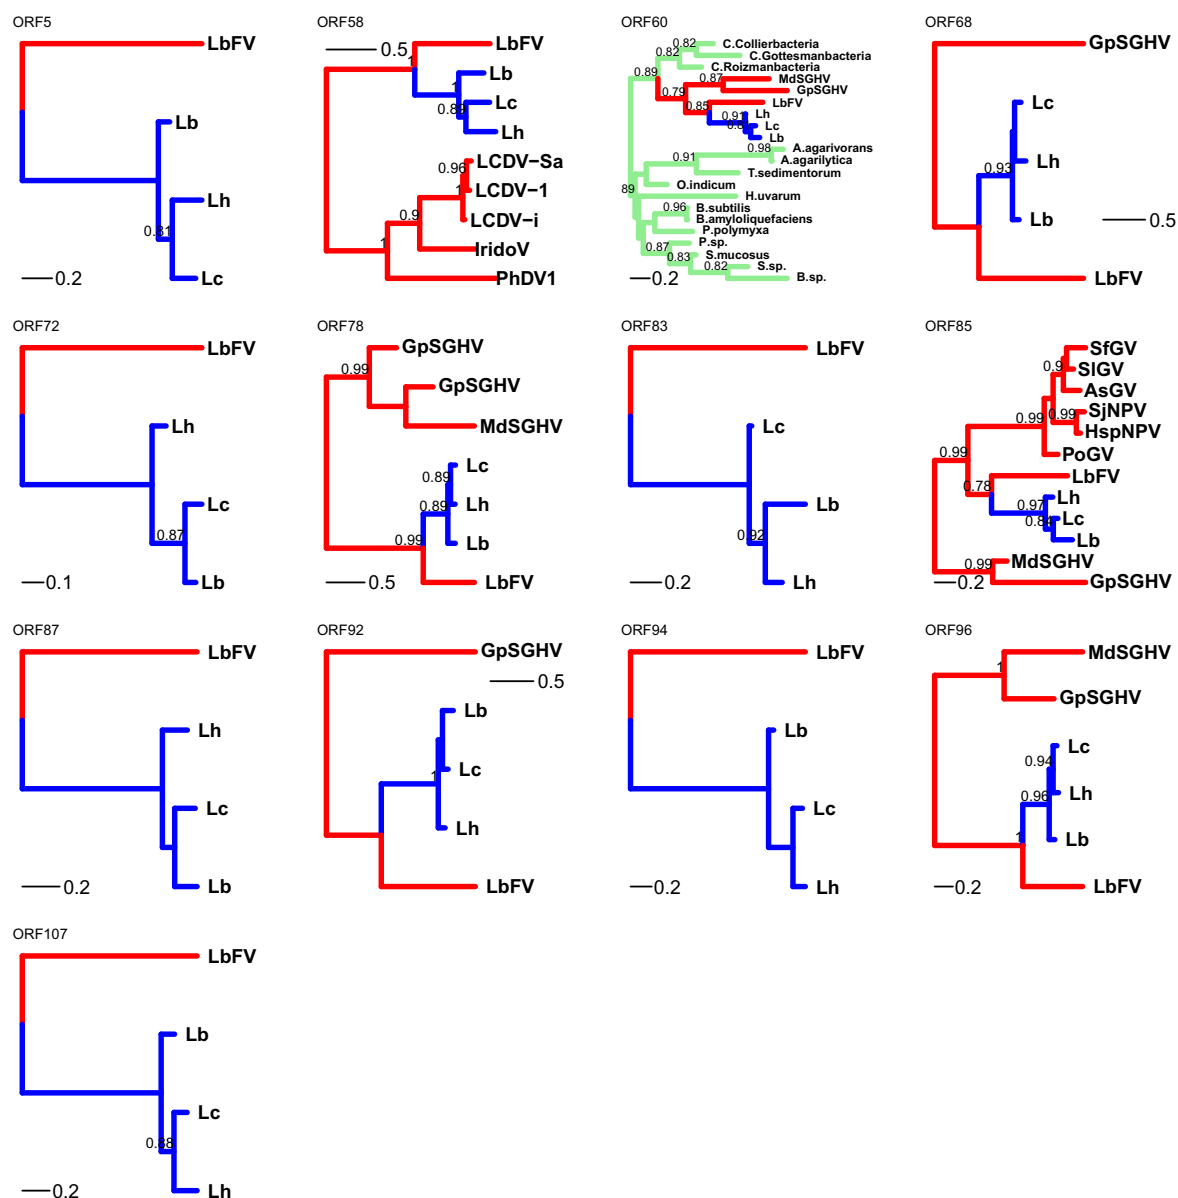 ORF5
LbFV
Lb
Lh
0.81
Lc
0.2
ORF58
0.5
LbFV
1
Lb
1
Lc
0.89
Lh
LCDV-Sa
0.96
LCDV-1
1
LCDV-i
0.9
IridoV
1
PhDV1
ORF60
C.Collierbacteria
0.82
C.Gottesmanbacteria
0.82
C.Roizmanbacteria
0.89
MdSGHV
0.87
GpSGHV
0.79
LbFV
0.85
Lh
0.91
Lc
Lb
A.agarivorans
0.98
A.agarilytica
0.91
T.sedimentorum
O.indicum
89
H.uvarum
B.subtilis
0.96
B.amyloliquefaciens
P.polymyxa
P.sp.
0.87
S.mucosus
0.83
S.sp.
0.82
B.sp.
0.2
ORF68
GpSGHV
Lc
Lh
0.93
Lb
0.5
LbFV
ORF72
LbFV
Lh
Lc
0.87
Lb
0.1
ORF78
GpSGHV
0.99
GpSGHV
MdSGHV
Lc
0.89
Lh
0.89
Lb
0.99
LbFV
0.5
ORF83
LbFV
Lc
Lb
0.92
Lh
0.2
ORF85
SfGV
0.9
SlGV
AsGV
SjNPV
0.99
HspNPV
0.99
PoGV
0.99
LbFV
0.78
Lh
0.97
Lc
0.84
Lb
MdSGHV
0.99
GpSGHV
0.2
ORF87
LbFV
Lh
Lc
Lb
0.2
ORF92
GpSGHV
0.5
Lb
Lc
1
Lh
LbFV
ORF94
LbFV
Lb
Lc
Lh
0.2
ORF96
MdSGHV
1
GpSGHV
Lc
0.94
Lh
0.96
Lb
1
LbFV
0.2
ORF107
LbFV
Lb
Lc
0.88
Lh
0.2